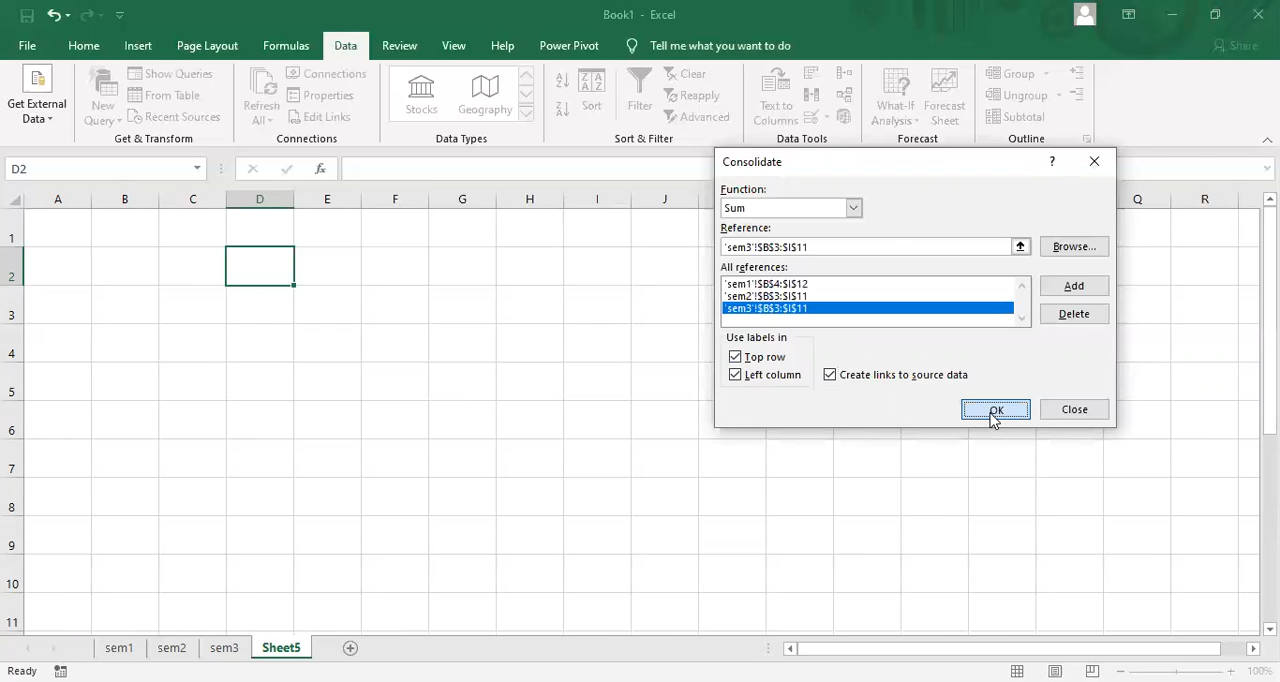 Book1 - Excel
File Home Insert Page Layout Formulas Data Review View Help Power Pivot Tell me what you want to do Share
Get External Data
New Query
Show Queries
From Table
Recent Sources
Get & Transform
Refresh All
Connections
Properties
Edit Links
Connections
Stocks
Geography
Data Types
A
Z
Z
A
Z A
A Z
Sort
Filter
Clear
Reapply
Advanced
Sort & Filter
Text to Columns
Data Tools
What-If Analysis
Forecast Sheet
Forecast
Group
Ungroup
Subtotal
Outline
D2
fx
A B C D E F G H I J Q R
1
2
3
4
5
6
7
8
9
10
11
Consolidate
?
Function:
Sum
Reference:
'sem3'!$B$3:$I$11
Browse...
All references:
'sem1'!$B$4:$I$12
'sem2'!$B$3:$I$11
'sem3'!$B$3:$I$11
Add
Delete
Use labels in
Top row
Left column
Create links to source data
OK
Close
sem1 sem2 sem3 Sheet5
Ready
100%